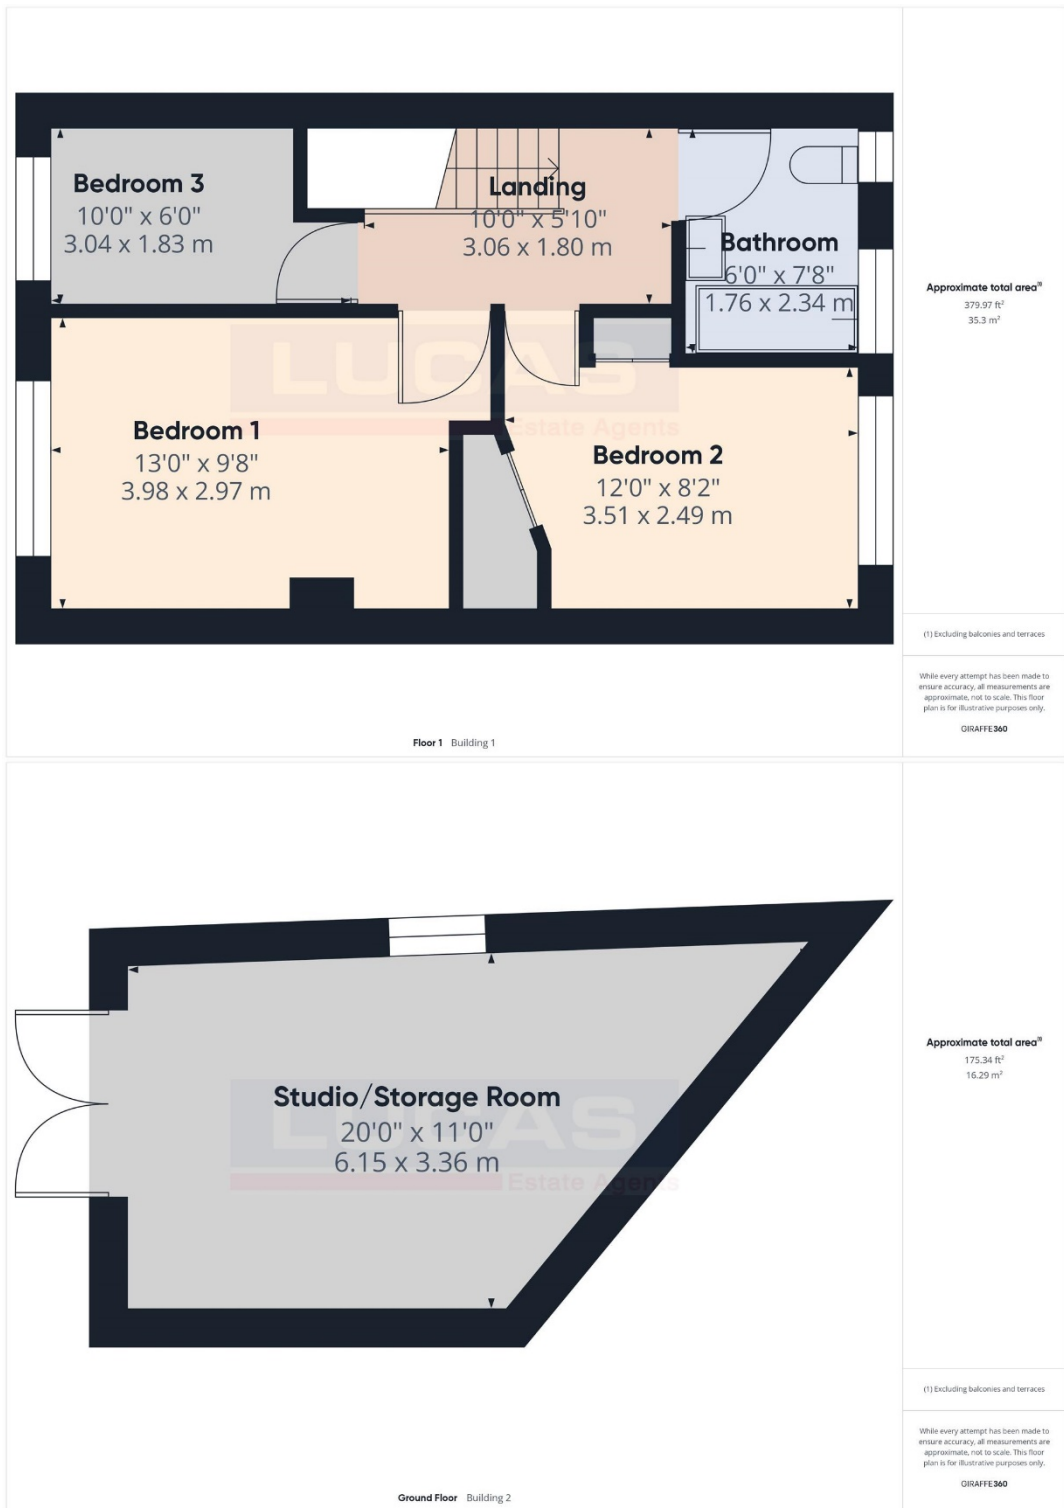 Bedroom 3
10'0" x 6'0"
3.04 x 1.83 m
Landing
10'0" x 5'10"
3.06 x 1.80 m
Bathroom
6'0" x 7'8"
1.76 x 2.34 m
Bedroom 1
13'0" x 9'8"
3.98 x 2.97 m
Bedroom 2
12'0" x 8'2"
3.51 x 2.49 m
LUCAS
Estate Agents
Floor 1 Building 1
Approximate total area(1)
379.97 ft²
35.3 m²
(1) Excluding balconies and terraces
While every attempt has been made to
ensure accuracy, all measurements are
approximate, not to scale. This floor
plan is for illustrative purposes only.
GIRAFFE360
Studio/Storage Room
20'0" x 11'0"
6.15 x 3.36 m
LUCAS
Estate Agents
Ground Floor Building 2
Approximate total area(1)
175.34 ft²
16.29 m²
(1) Excluding balconies and terraces
While every attempt has been made to
ensure accuracy, all measurements are
approximate, not to scale. This floor
plan is for illustrative purposes only.
GIRAFFE360